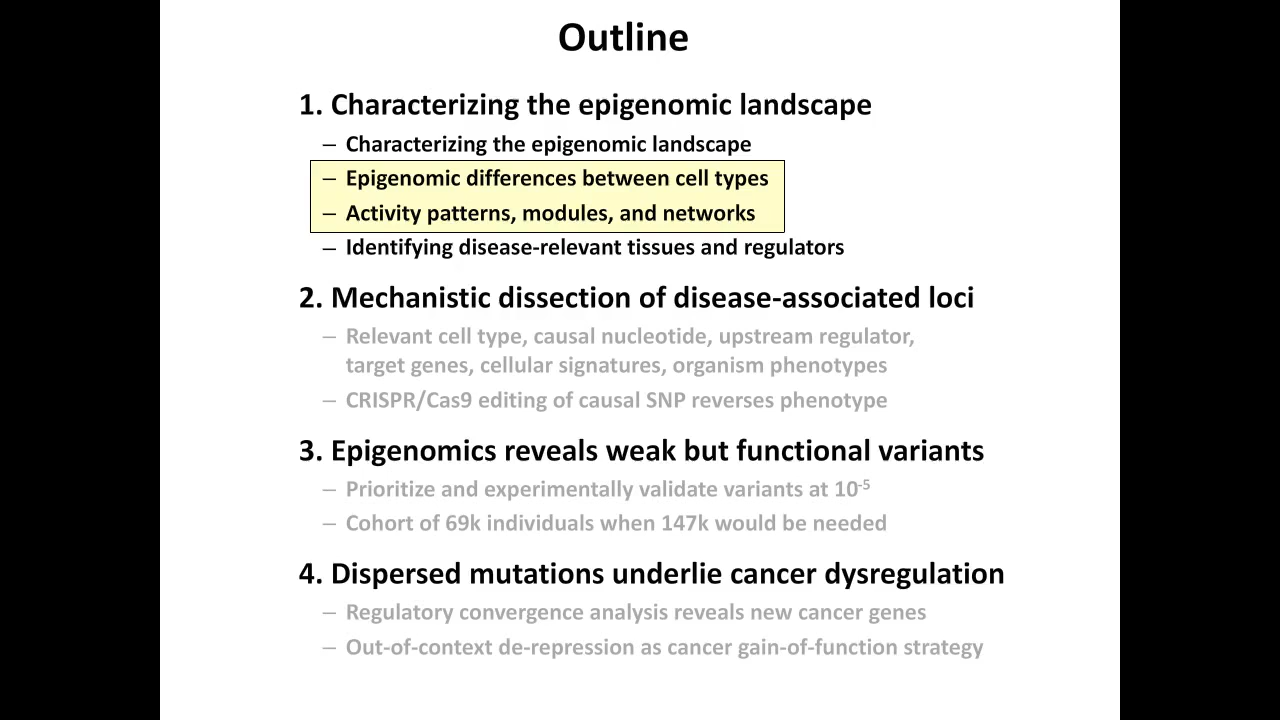 Outline
1. Characterizing the epigenomic landscape
– Characterizing the epigenomic landscape
– Epigenomic differences between cell types
– Activity patterns, modules, and networks
– Identifying disease-relevant tissues and regulators
2. Mechanistic dissection of disease-associated loci
– Relevant cell type, causal nucleotide, upstream regulator,
target genes, cellular signatures, organism phenotypes
– CRISPR/Cas9 editing of causal SNP reverses phenotype
3. Epigenomics reveals weak but functional variants
– Prioritize and experimentally validate variants at 10⁻⁵
– Cohort of 69k individuals when 147k would be needed
4. Dispersed mutations underlie cancer dysregulation
– Regulatory convergence analysis reveals new cancer genes
– Out-of-context de-repression as cancer gain-of-function strategy